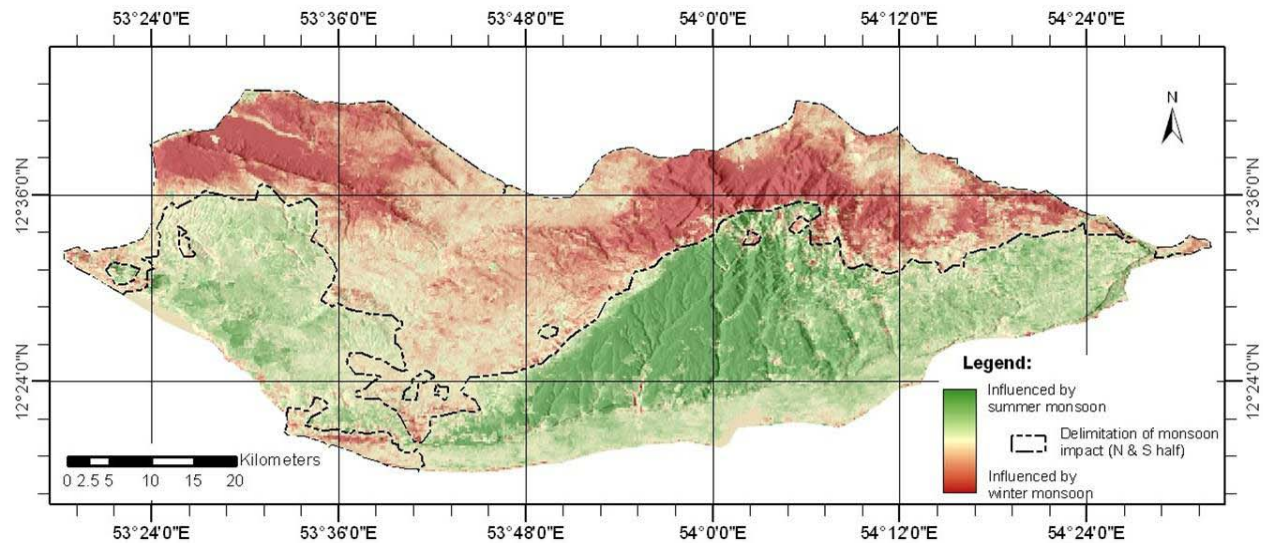 53°24'0"E 53°36'0"E 53°48'0"E 54°0'0"E 54°12'0"E 54°24'0"E
N
12°36'0"N 12°36'0"N
12°24'0"N 12°24'0"N
Legend:
Influenced by
summer monsoon
Delimitation of monsoon
impact (N & S half)
Influenced by
winter monsoon
Kilometers
0 2.5 5 10 15 20
53°24'0"E 53°36'0"E 53°48'0"E 54°0'0"E 54°12'0"E 54°24'0"E